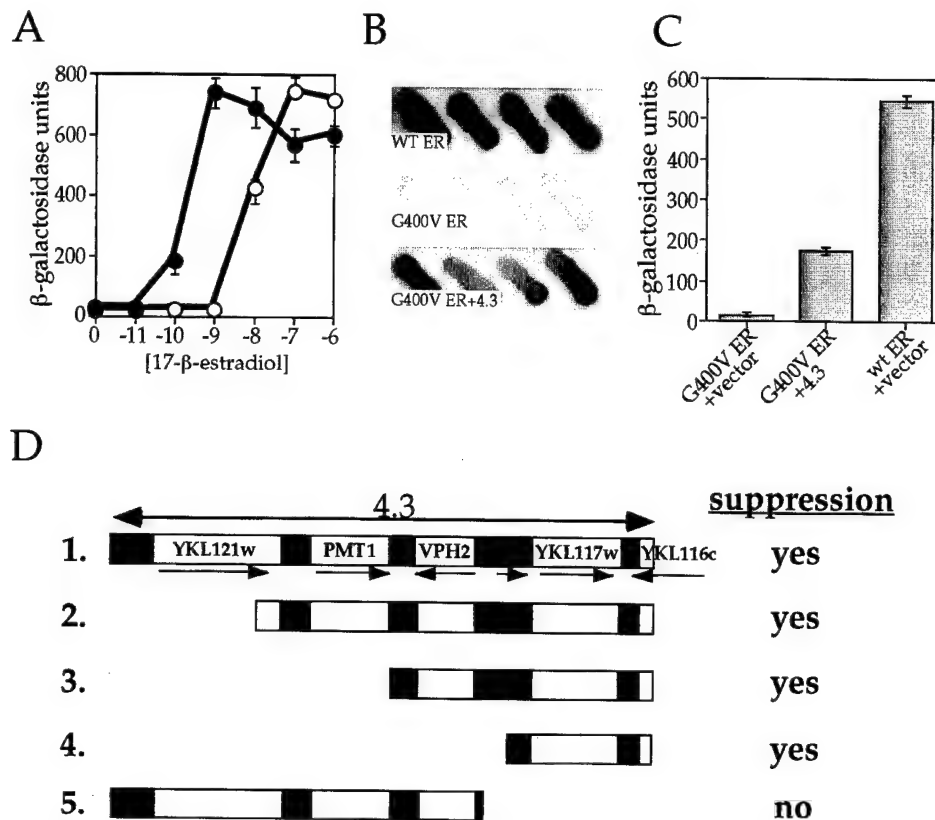 A
β-galactosidase units
800
600
400
200
0
0 -11 -10 -9 -8 -7 -6
[17-β-estradiol]
B
WT ER
G400V ER
G400V ER+4.3
C
β-galactosidase units
600
500
400
300
200
100
0
G400V ER
+vector
G400V ER
+4.3
wt ER
+vector
D
4.3
suppression
1. YKL121w PMT1 VPH2 YKL117w YKL116c yes
2. yes
3. yes
4. yes
5. no